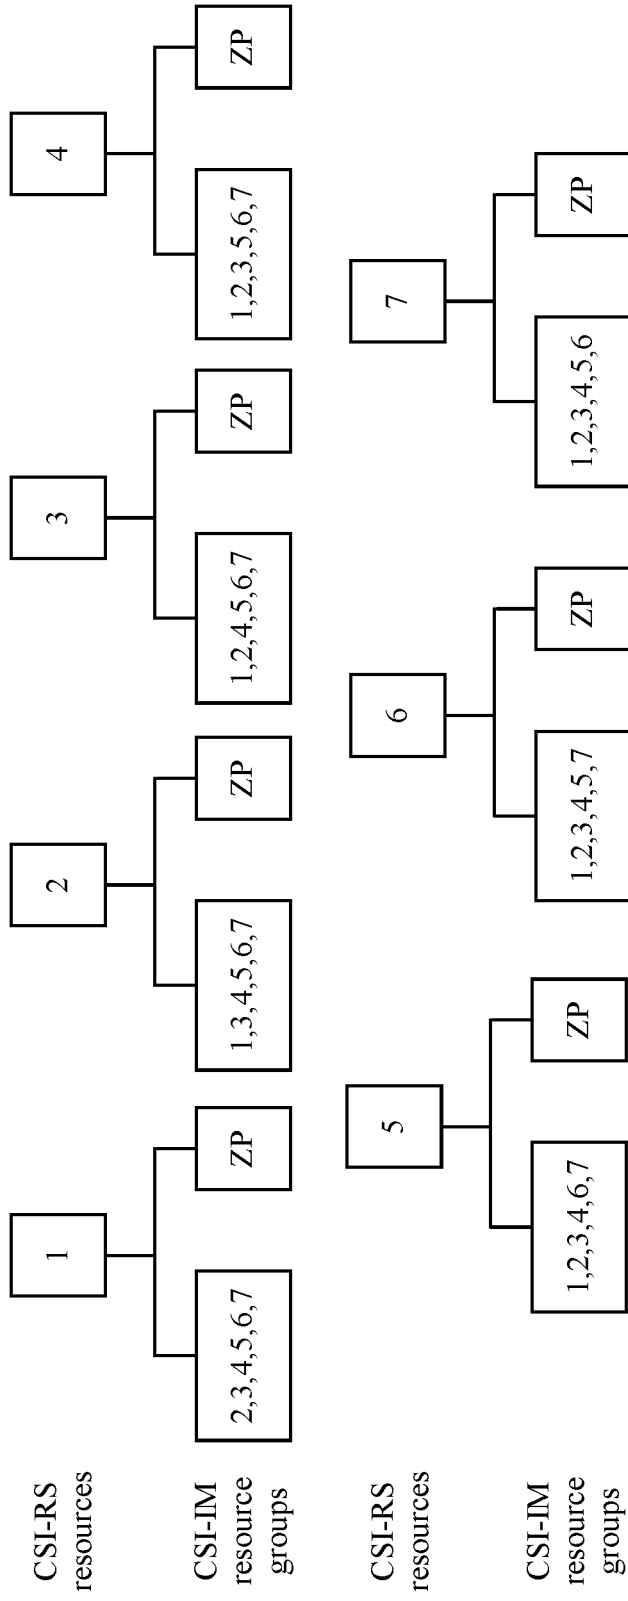 CSI-RS
resources
1
2
3
4
CSI-IM
resource
groups
2,3,4,5,6,7
ZP
1,3,4,5,6,7
ZP
1,2,4,5,6,7
ZP
1,2,3,5,6,7
ZP
CSI-RS
resources
5
6
7
CSI-IM
resource
groups
1,2,3,4,6,7
ZP
1,2,3,4,5,7
ZP
1,2,3,4,5,6
ZP